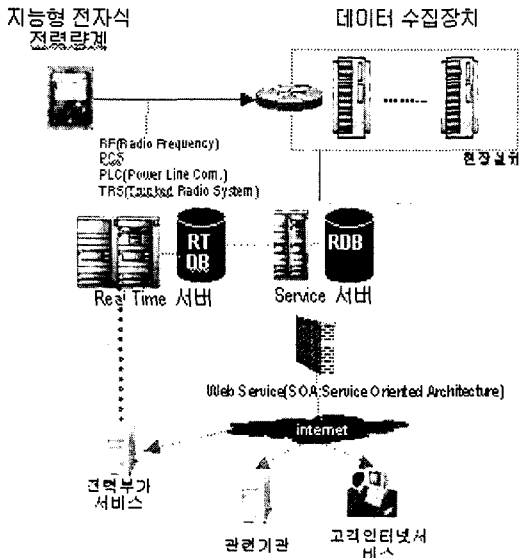 지능형 전자식
전력량계
데이터 수집장치
RF(Radio Frequency)
PCS
PLC(Power Line Com.)
TRS(Trucked Radio System)
현장설치
RT
DB
RDB
Real Time 서버
Service 서버
Web Service(SOA:Service Oriented Architecture)
internet
전력부가
서비스
관련기관
고객인터넷서
비스